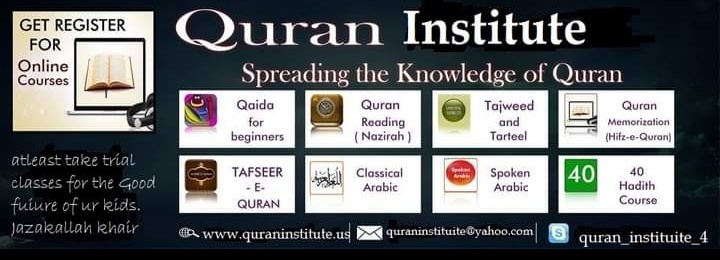 GET REGISTER
FOR
Online
Courses
Quran Institute
Spreading the Knowledge of Quran
Qaida
for
beginners
Quran
Reading
( Nazirah )
Tajweed
and
Tarteel
Quran
Memorization
(Hifz-e-Quran)
TAFSEER
- E-
QURAN
Classical
Arabic
Spoken
Arabic
Spoken
Arabic
40
40
Hadith
Course
atleast take trial
classes for the Good
fuiure of ur kids.
Jazakallah khair
www.quraninstitute.us
quraninstituite@yahoo.com
quran_instituite_4